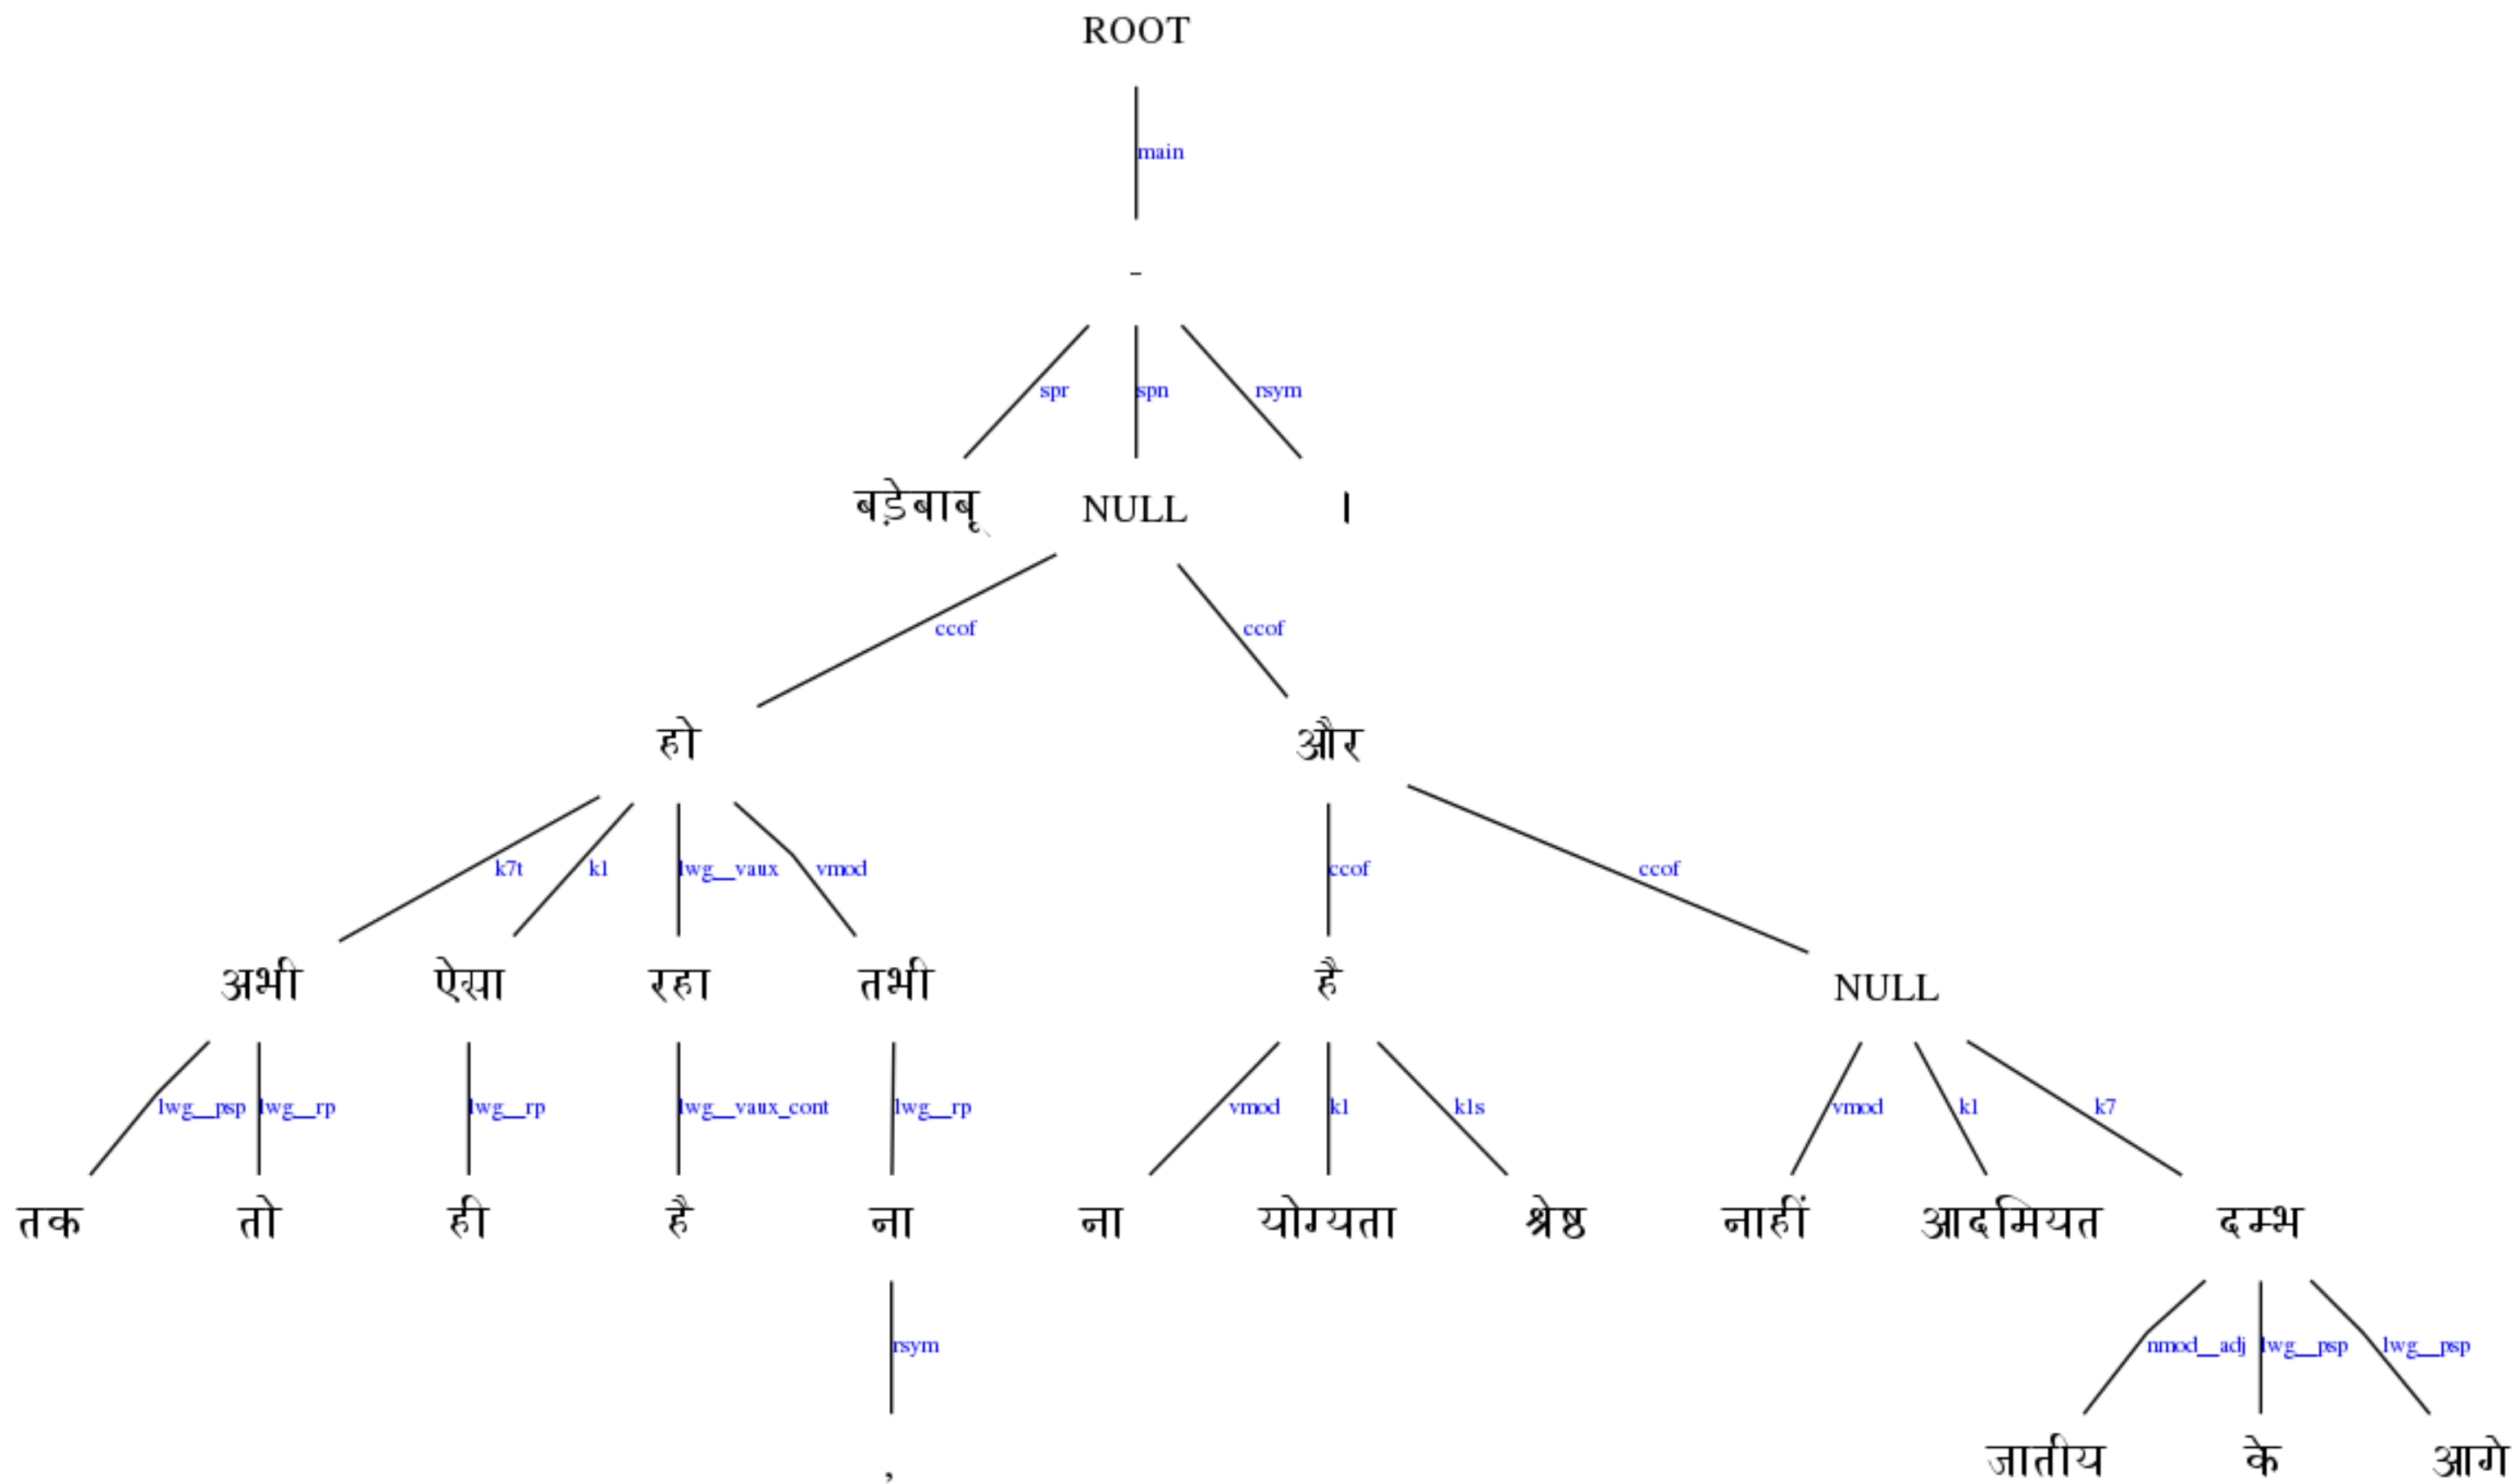 ROOT
main
-
spr spn rsym
बड़ेबाबू NULL ।
ccof ccof
हो और
k7t k1 lwg__vaux vmod ccof ccof
अभी ऐसा रहा तभी है NULL
lwg__psp lwg__rp lwg__rp lwg__vaux_cont lwg__rp vmod k1 k1s vmod k1 k7
तक तो ही है ना ना योग्यता श्रेष्ठ नाहीं आदमियत दम्भ
rsym nmod__adj lwg__psp lwg__psp
, जातीय के आगे